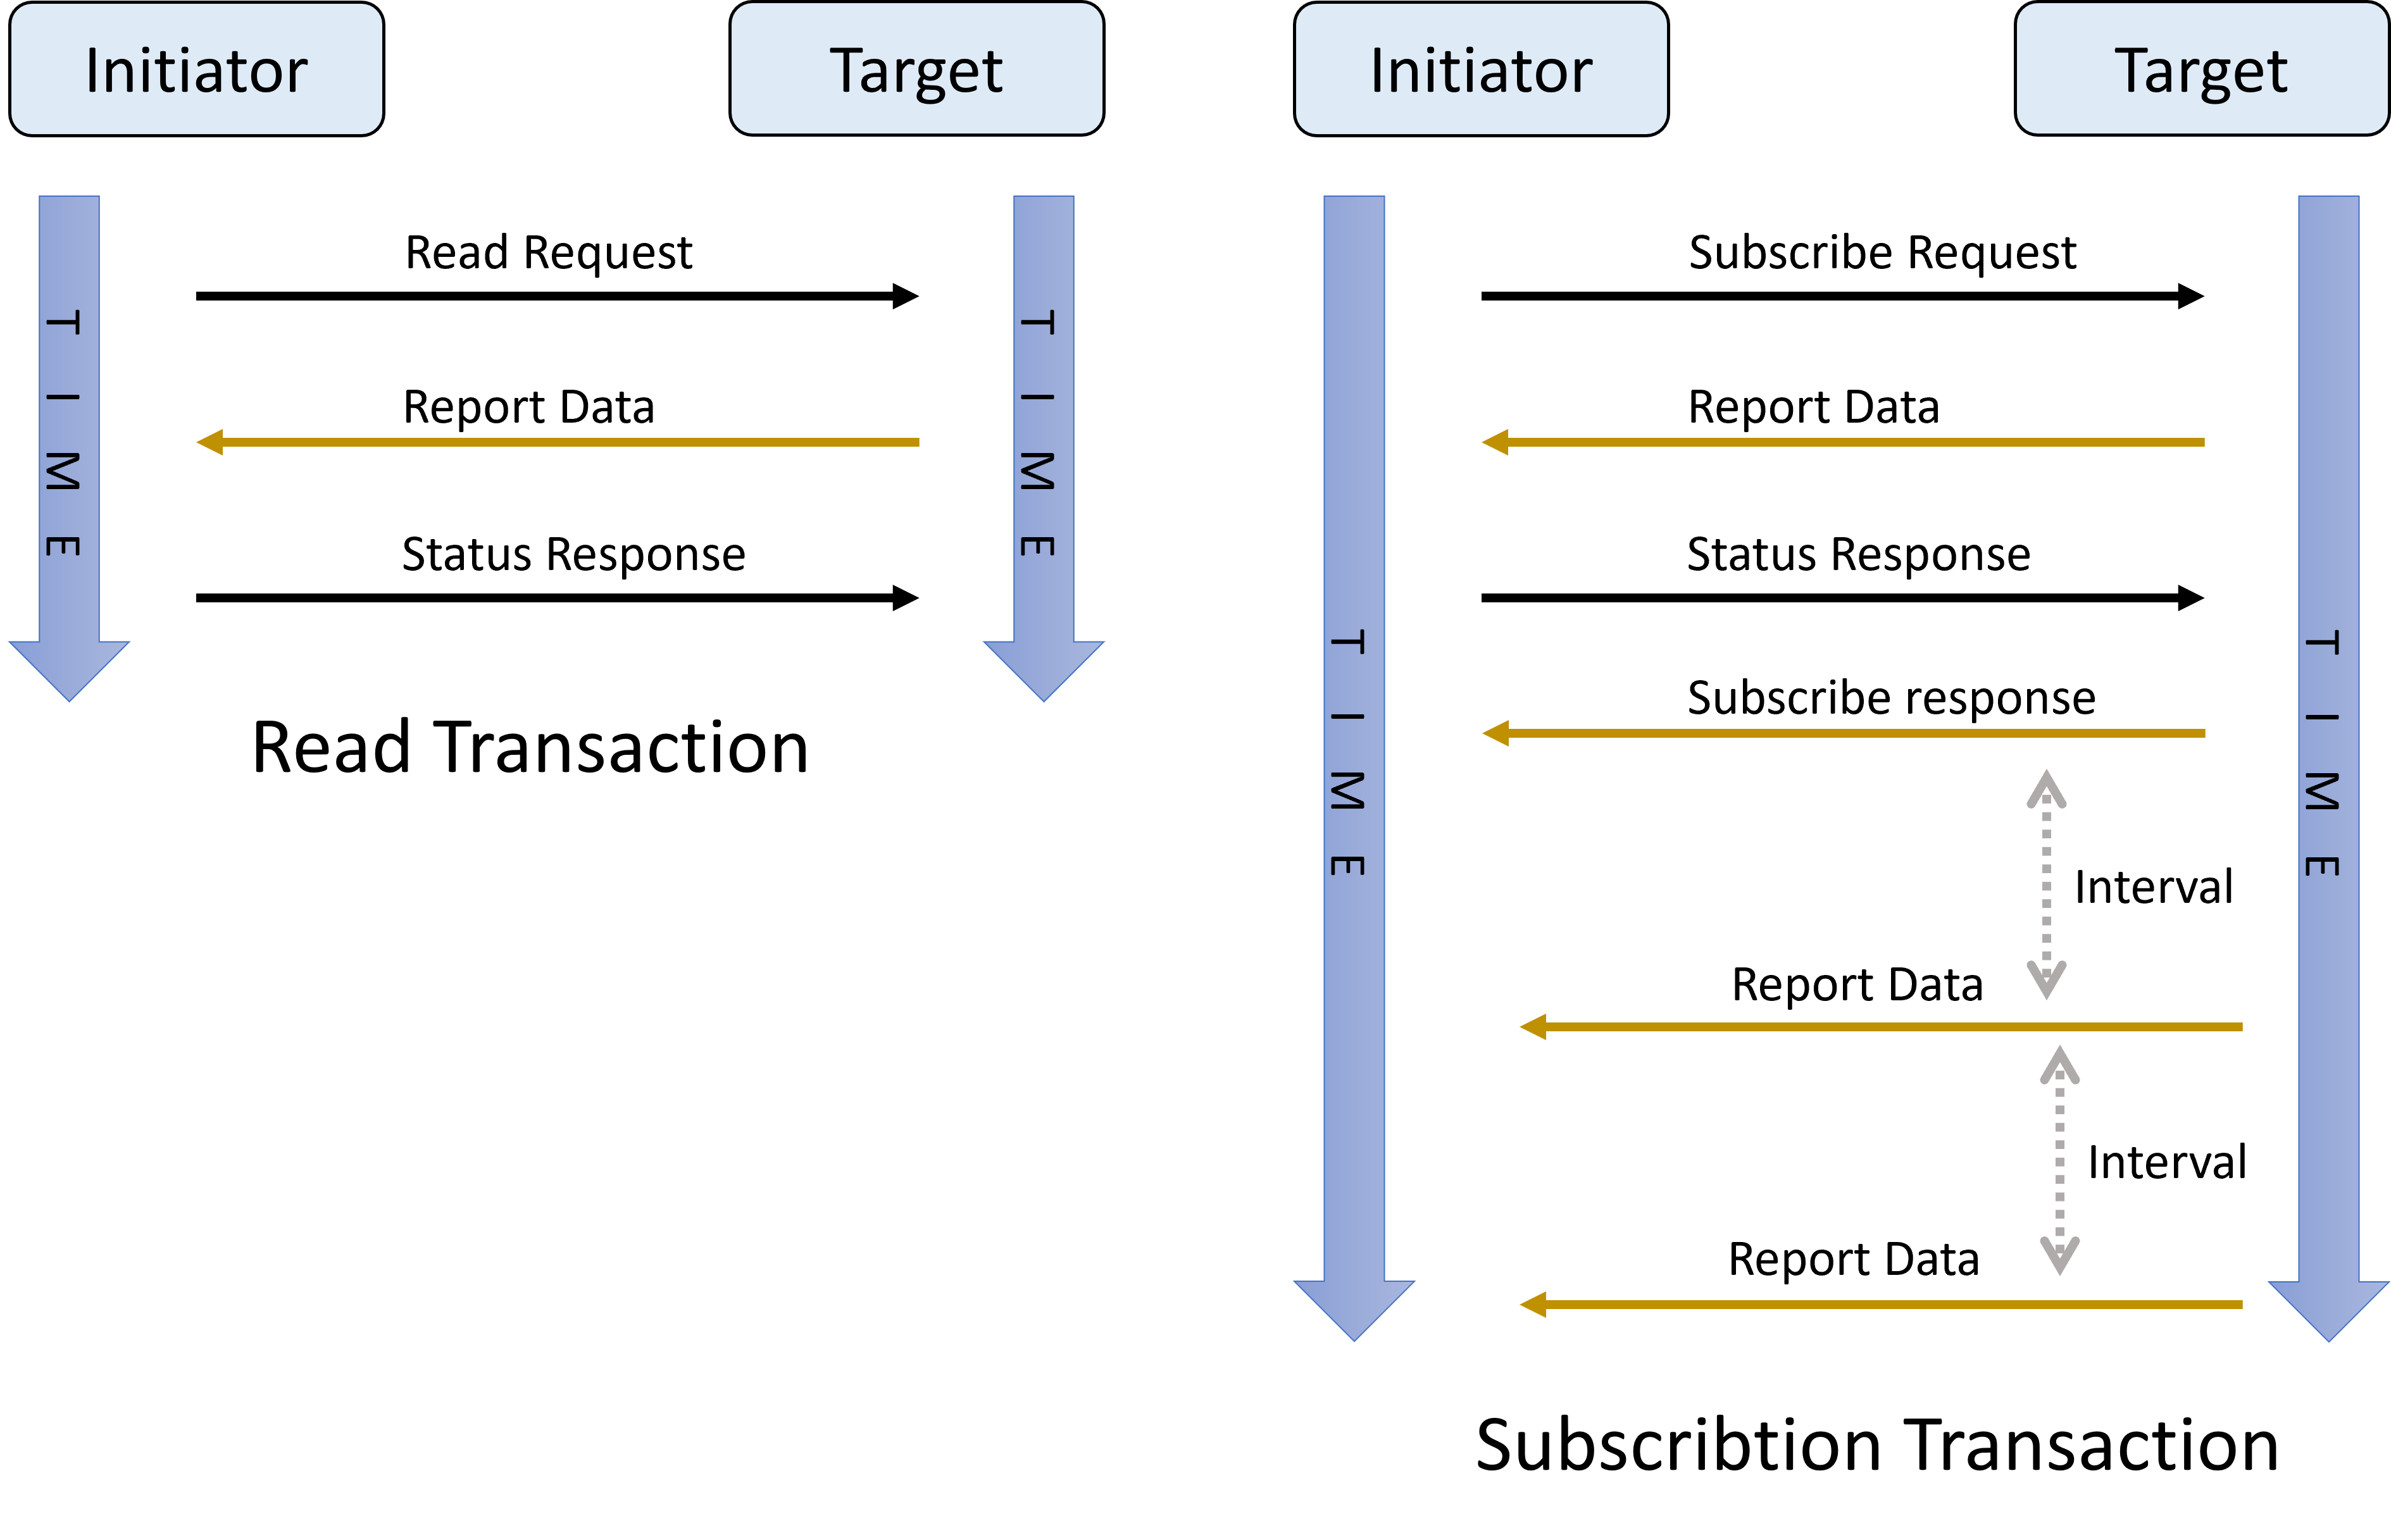 Initiator
Target
TIME
Read Request
Report Data
Status Response
TIME
Read Transaction
Initiator
Target
TIME
Subscribe Request
Report Data
Status Response
Subscribe response
Interval
Report Data
Interval
Report Data
TIME
Subscribtion Transaction